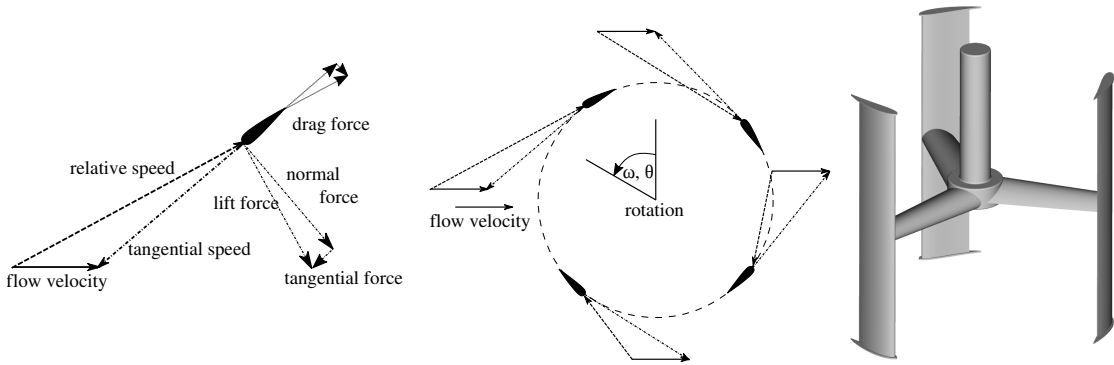 drag force
relative speed
normal
force
lift force
tangential speed
flow velocity
tangential force
ω, θ
rotation
flow velocity